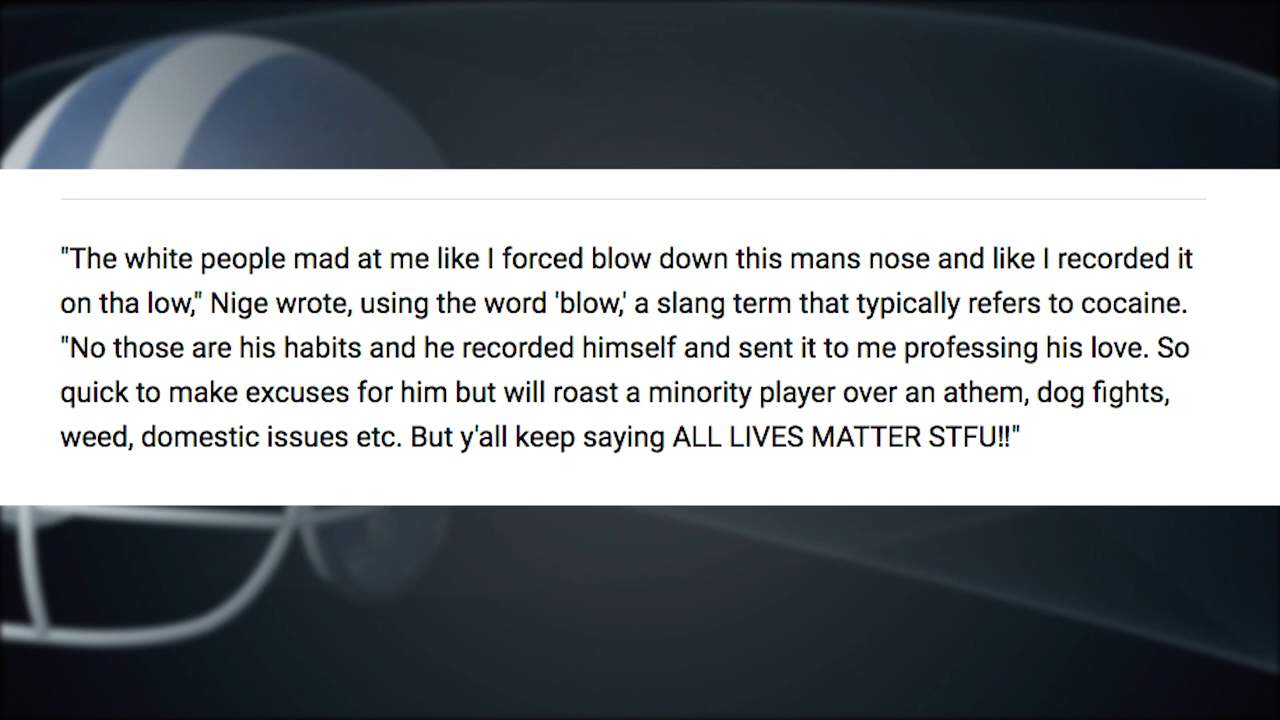 "The white people mad at me like I forced blow down this mans nose and like I recorded it
on tha low," Nige wrote, using the word 'blow,' a slang term that typically refers to cocaine.
"No those are his habits and he recorded himself and sent it to me professing his love. So
quick to make excuses for him but will roast a minority player over an athem, dog fights,
weed, domestic issues etc. But y'all keep saying ALL LIVES MATTER STFU!!"